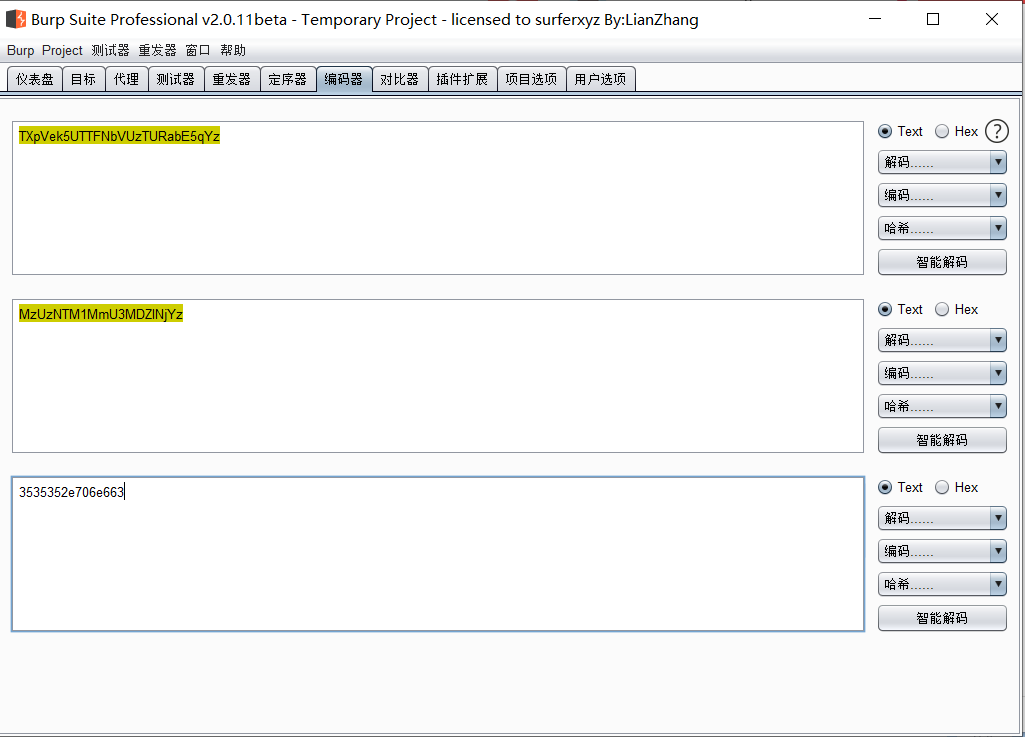 Burp Suite Professional v2.0.11beta - Temporary Project - licensed to surferxyz By:LianZhang
Burp Project 测试器 重发器 窗口 帮助
仪表盘 目标 代理 测试器 重发器 定序器 编码器 对比器 插件扩展 项目选项 用户选项
TXpVek5UTTFNbVUzTURabE5qYz
Text Hex ?
解码......
编码......
哈希......
智能解码
MzUzNTM1MmU3MDZlNjYz
Text Hex
解码......
编码......
哈希......
智能解码
3535352e706e663
Text Hex
解码......
编码......
哈希......
智能解码